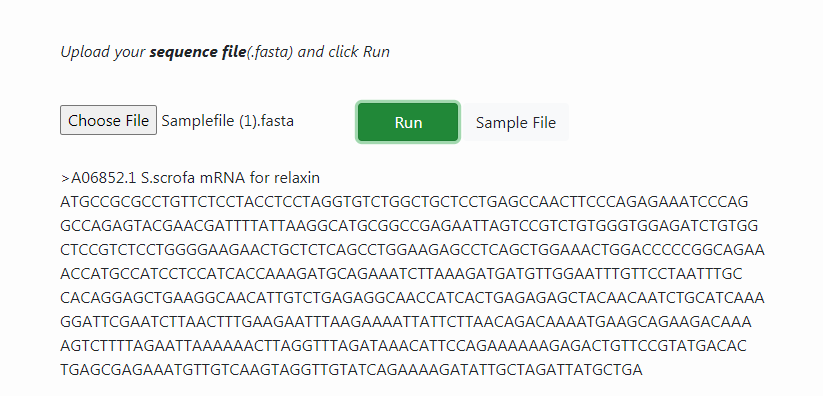 Upload your sequence file(.fasta) and click Run
Choose File Samplefile (1).fasta Run Sample File
>A06852.1 S.scrofa mRNA for relaxin
ATGCCGCGCCTGTTCTCCTACCTCCTAGGTGTCTGGCTGCTCCTGAGCCAACTTCCCAGAGAAATCCCAG
GCCAGAGTACGAACGATTTTATTAAGGCATGCGGCCGAGAATTAGTCCGTCTGTGGGTGGAGATCTGTGG
CTCCGTCTCCTGGGGAAGAACTGCTCTCAGCCTGGAAGAGCCTCAGCTGGAAACTGGACCCCCGGCAGAA
ACCATGCCATCCTCCATCACCAAAGATGCAGAAATCTTAAAGATGATGTTGGAATTTGTTCCTAATTTGC
CACAGGAGCTGAAGGCAACATTGTCTGAGAGGCAACCATCACTGAGAGAGCTACAACAATCTGCATCAAA
GGATTCGAATCTTAACTTTGAAGAATTTAAGAAAATTATTCTTAACAGACAAAATGAAGCAGAAGACAAA
AGTCTTTTAGAATTAAAAAACTTAGGTTTAGATAAACATTCCAGAAAAAAGAGACTGTTCCGTATGACAC
TGAGCGAGAAATGTTGTCAAGTAGGTTGTATCAGAAAAGATATTGCTAGATTATGCTGA